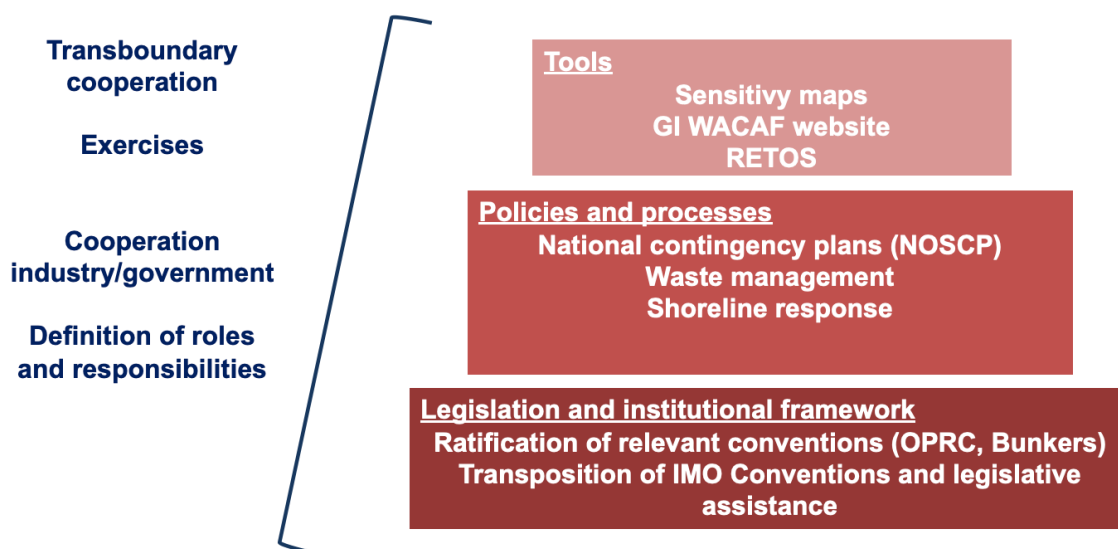 Transboundary
cooperation
Exercises
Cooperation
industry/government
Definition of roles
and responsibilities
Tools
Sensitivy maps
GI WACAF website
RETOS
Policies and processes
National contingency plans (NOSCP)
Waste management
Shoreline response
Legislation and institutional framework
Ratification of relevant conventions (OPRC, Bunkers)
Transposition of IMO Conventions and legislative
assistance